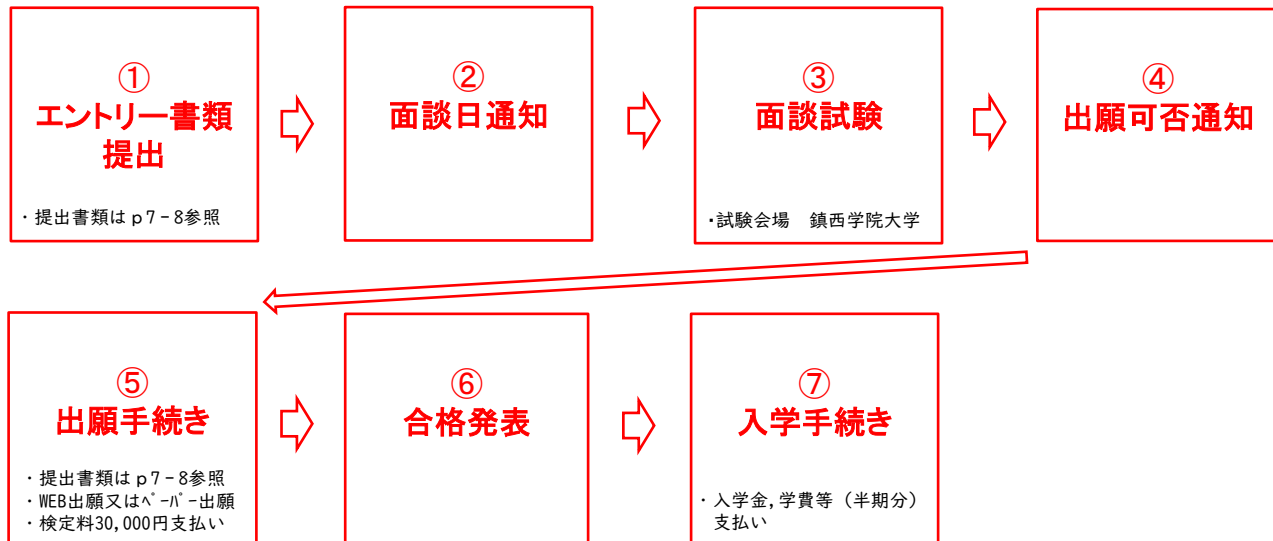 ①
エントリー書類
提出
・提出書類はｐ７-８参照
②
面談日通知
③
面談試験
・試験会場　鎮西学院大学
④
出願可否通知
⑤
出願手続き
・提出書類はｐ７-８参照
・WEB出願又はﾍﾟｰﾊﾟｰ出願
・検定料30,000円支払い
⑥
合格発表
⑦
入学手続き
・入学金,学費等（半期分）
支払い